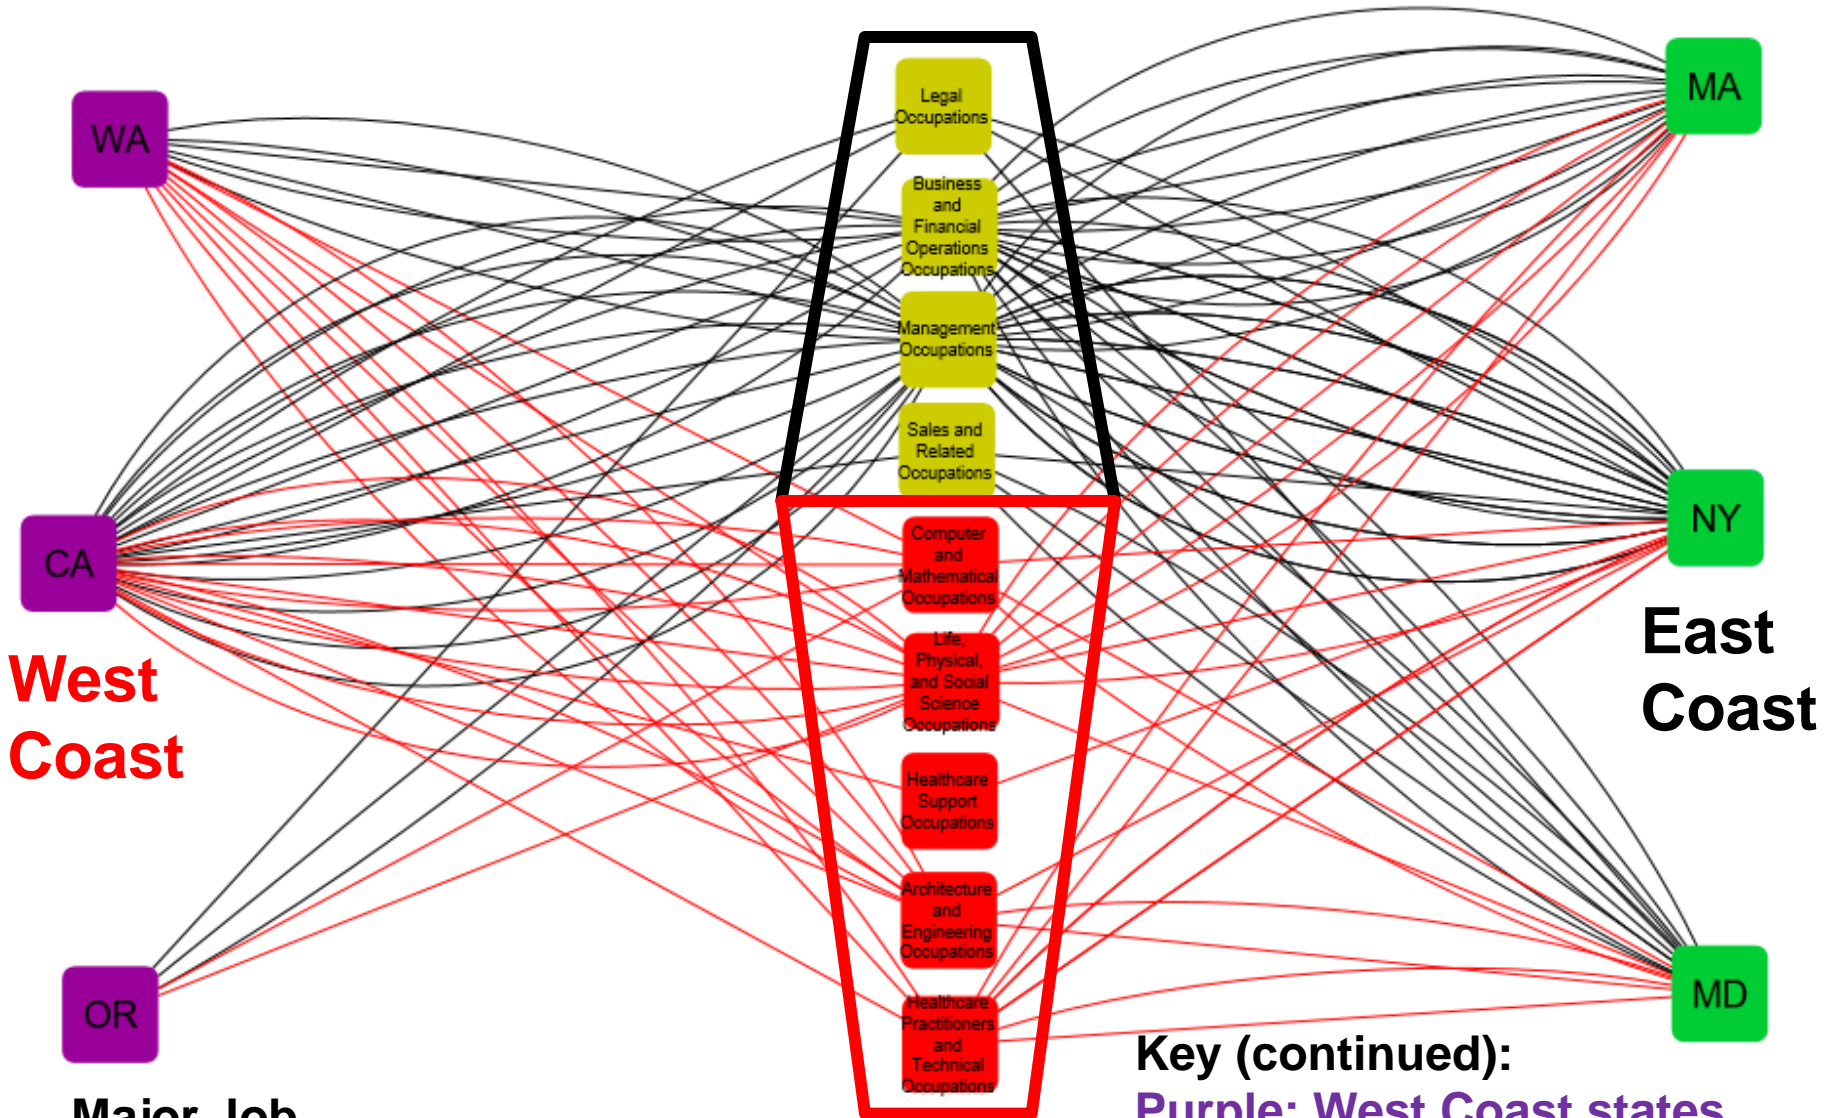 WA
CA
West
Coast
OR
Legal
Occupations
Business
and
Financial
Operations
Occupations
Management
Occupations
Sales and
Related
Occupations
Computer
and
Mathematical
Occupations
Life,
Physical,
and Social
Science
Occupations
Healthcare
Support
Occupations
Architecture
and
Engineering
Occupations
Healthcare
Practitioners
and
Technical
Occupations
MA
NY
East
Coast
MD
Major Job
Key (continued):
Purple: West Coast states